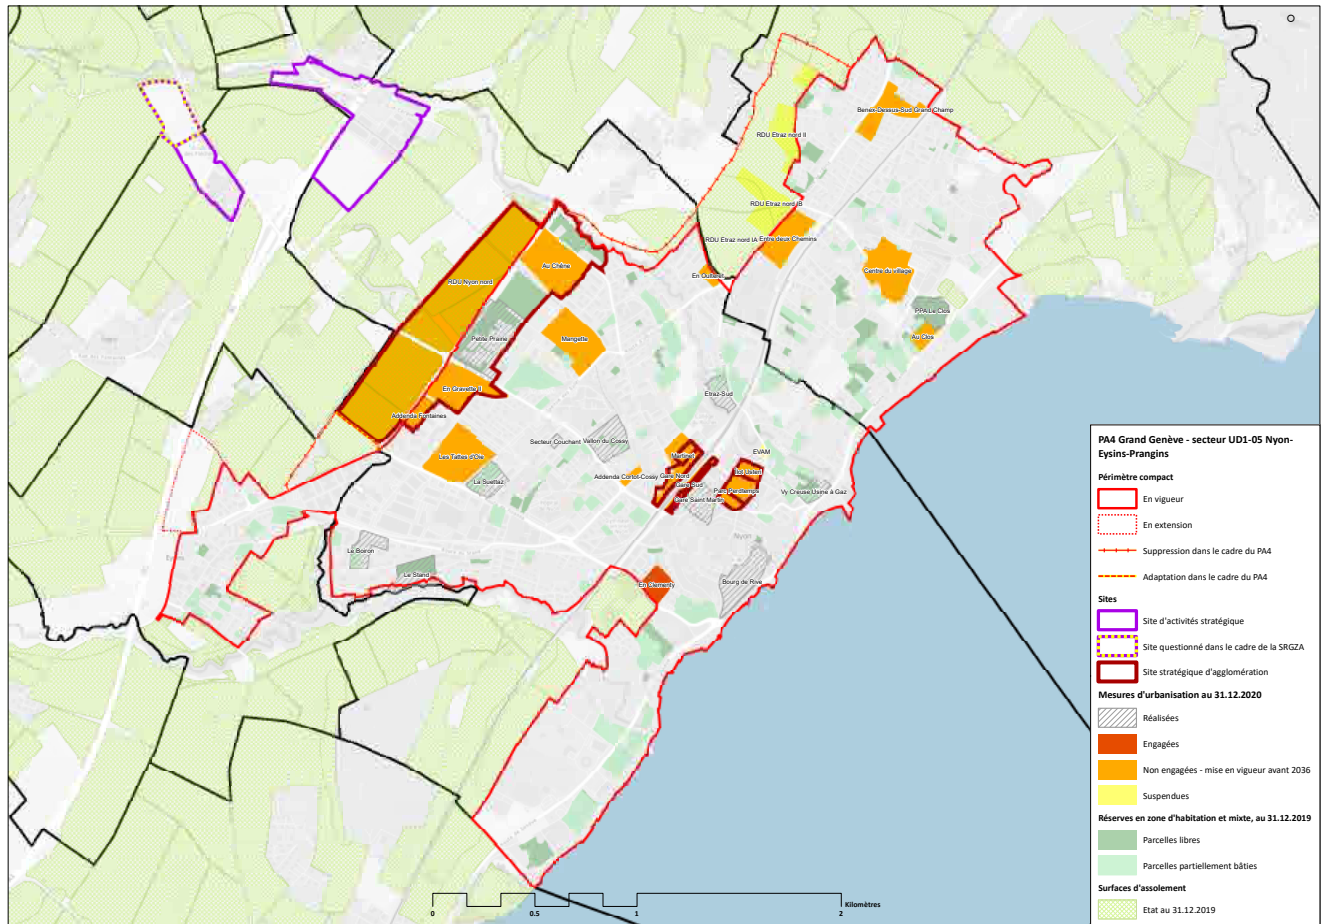 Benex-Dessus-Sud Grand Champ
RDU Etraz nord II
RDU Etraz nord IB
RDU Etraz nord IA
Entre deux Chemins
En Oulteret
Centre du village
PPA Le Clos
Au Clos
Au Chêne
RDU Nyon nord
Petite Prairie
Mangette
En Gravette II
Addenda Fontaines
Etraz-Sud
Secteur Couchant
Vallon du Cossy
Les Tattes d'Oie
La Suettaz
Addenda Corlot-Cossy
Martinet
Gare Nord
Gare Sud
Gare Saint Martin
EVAM
Ilot Usteri
Parc Perdtemps
Vy Creuse Usine à Gaz
Nyon
Eysins
Le Boiron
Le Stand
En Clémenty
Bourg de Rive
PA4 Grand Genève - secteur UD1-05 Nyon-
Eysins-Prangins
Périmètre compact
En vigueur
En extension
Suppression dans le cadre du PA4
Adaptation dans le cadre du PA4
Sites
Site d'activités stratégique
Site questionné dans le cadre de la SRGZA
Site stratégique d'agglomération
Mesures d'urbanisation au 31.12.2020
Réalisées
Engagées
Non engagées - mise en vigueur avant 2036
Suspendues
Réserves en zone d'habitation et mixte, au 31.12.2019
Parcelles libres
Parcelles partiellement bâties
Surfaces d'assolement
Etat au 31.12.2019
Kilomètres
0 0.5 1 2